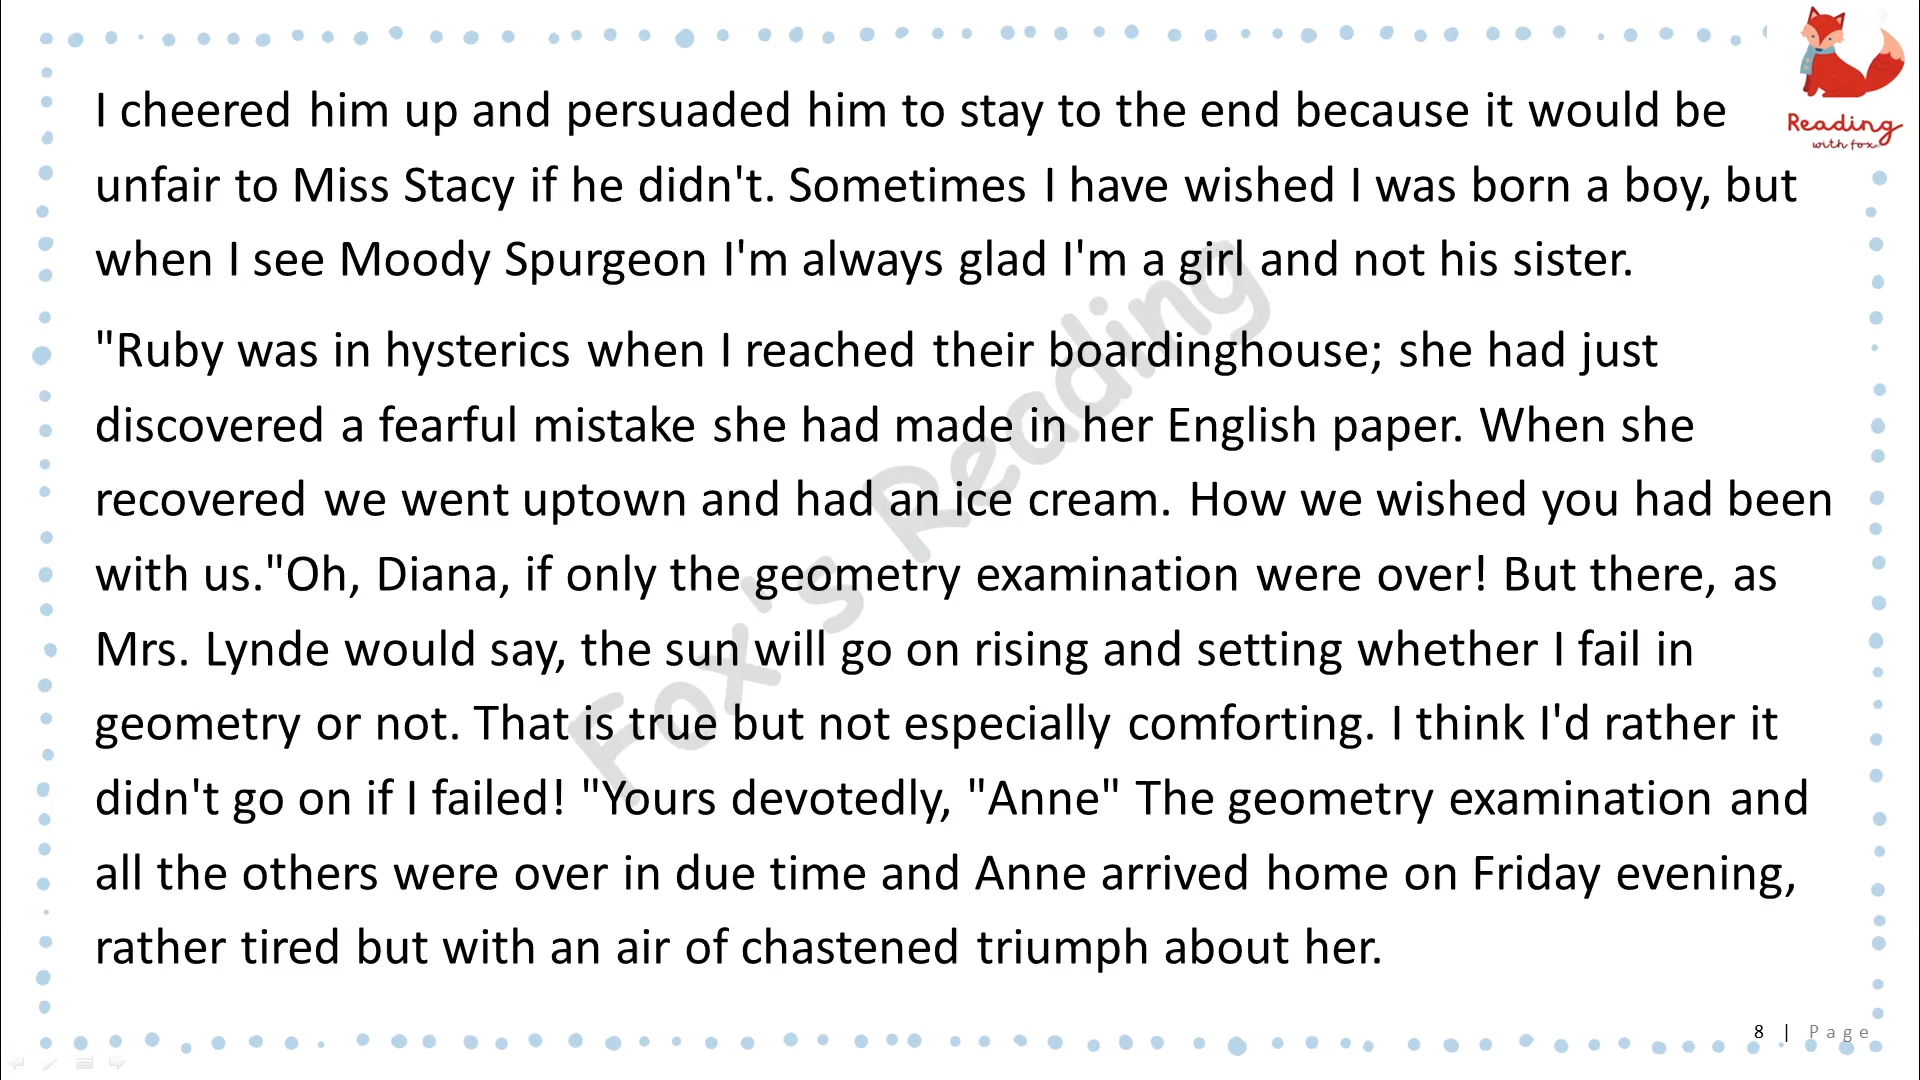 I cheered him up and persuaded him to stay to the end because it would be
unfair to Miss Stacy if he didn't. Sometimes I have wished I was born a boy, but
when I see Moody Spurgeon I'm always glad I'm a girl and not his sister.
"Ruby was in hysterics when I reached their boardinghouse; she had just
discovered a fearful mistake she had made in her English paper. When she
recovered we went uptown and had an ice cream. How we wished you had been
with us."Oh, Diana, if only the geometry examination were over! But there, as
Mrs. Lynde would say, the sun will go on rising and setting whether I fail in
geometry or not. That is true but not especially comforting. I think I'd rather it
didn't go on if I failed! "Yours devotedly, "Anne" The geometry examination and
all the others were over in due time and Anne arrived home on Friday evening,
rather tired but with an air of chastened triumph about her.
Reading
with fox
Fox's Reading
8 | Page